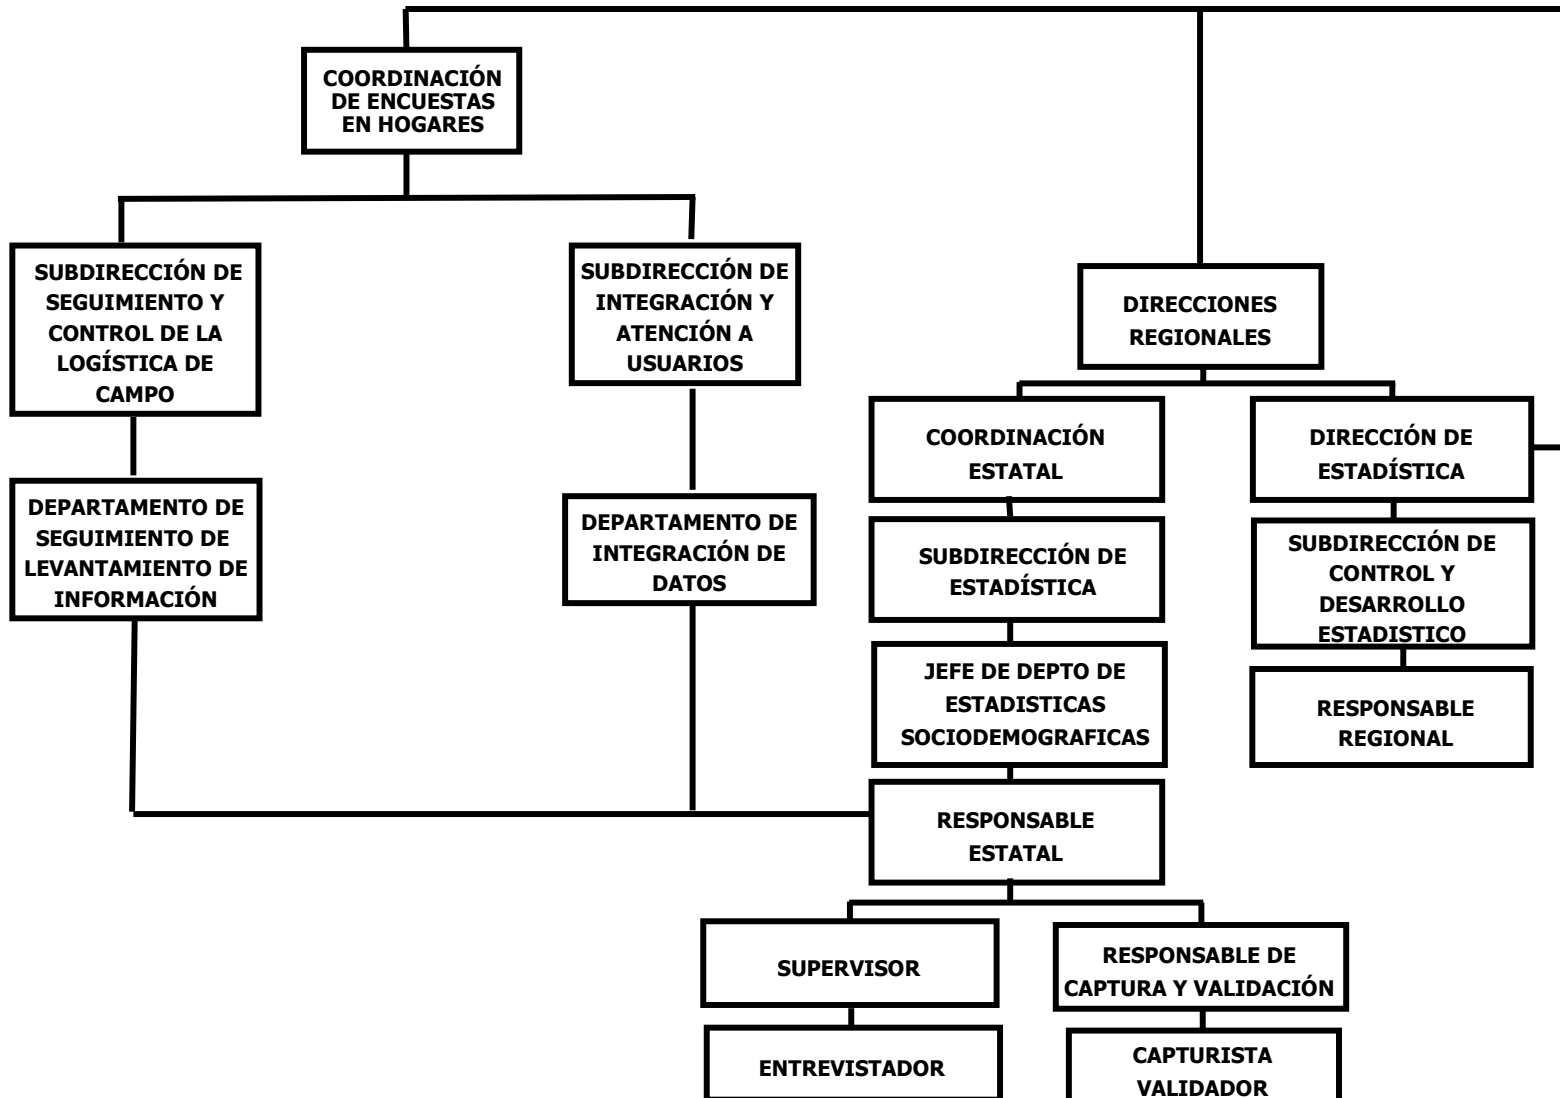 COORDINACIÓN
DE ENCUESTAS
EN HOGARES
SUBDIRECCIÓN DE
SEGUIMIENTO Y
CONTROL DE LA
LOGÍSTICA DE
CAMPO
SUBDIRECCIÓN DE
INTEGRACIÓN Y
ATENCIÓN A
USUARIOS
DIRECCIONES
REGIONALES
COORDINACIÓN
ESTATAL
DIRECCIÓN DE
ESTADÍSTICA
DEPARTAMENTO DE
SEGUIMIENTO DE
LEVANTAMIENTO DE
INFORMACIÓN
DEPARTAMENTO DE
INTEGRACIÓN DE
DATOS
SUBDIRECCIÓN DE
ESTADÍSTICA
SUBDIRECCIÓN DE
CONTROL Y
DESARROLLO
ESTADISTICO
JEFE DE DEPTO DE
ESTADISTICAS
SOCIODEMOGRAFICAS
RESPONSABLE
REGIONAL
RESPONSABLE
ESTATAL
SUPERVISOR
RESPONSABLE DE
CAPTURA Y VALIDACIÓN
ENTREVISTADOR
CAPTURISTA
VALIDADOR